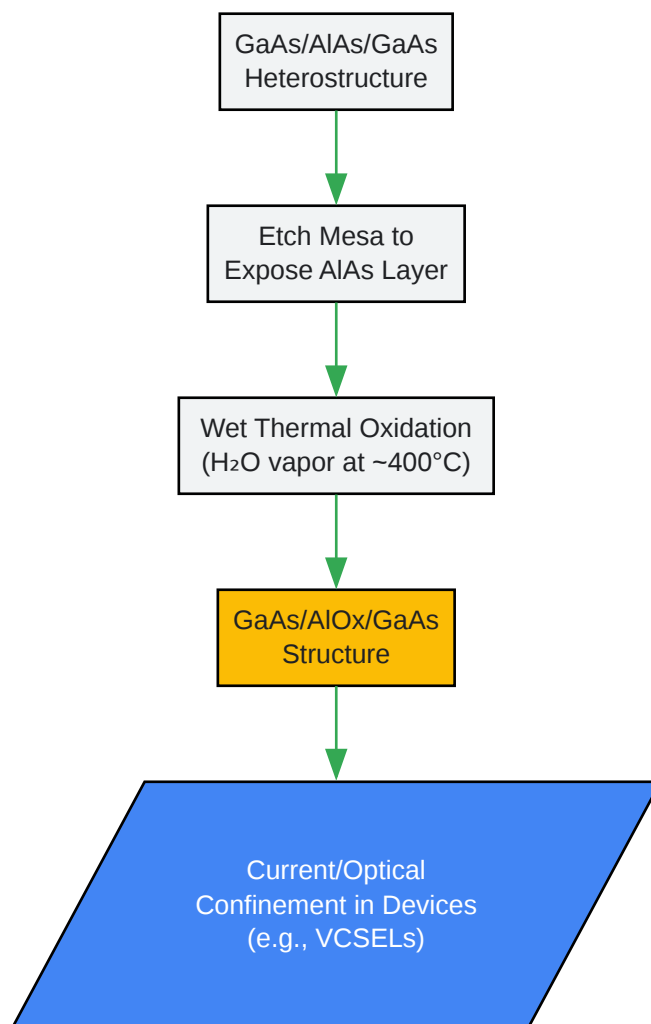 GaAs/AlAs/GaAs
Heterostructure
Etch Mesa to
Expose AlAs Layer
Wet Thermal Oxidation
(H₂O vapor at ~400°C)
GaAs/AlOx/GaAs
Structure
Current/Optical
Confinement in Devices
(e.g., VCSELs)